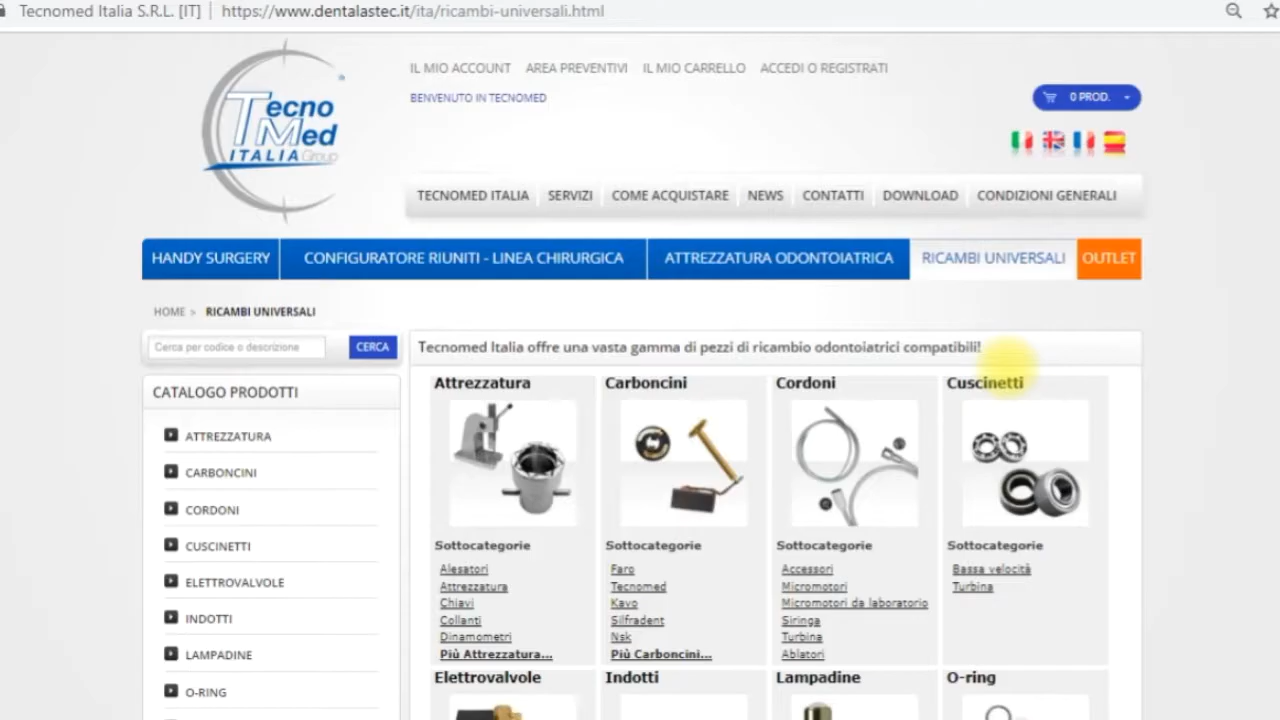 Tecnomed Italia S.R.L. [IT] | https://www.dentalastec.it/ita/ricambi-universali.html
IL MIO ACCOUNT AREA PREVENTIVI IL MIO CARRELLO ACCEDI O REGISTRATI
BENVENUTO IN TECNOMED
0 PROD.
Tecno
Med
ITALIA Group
TECNOMED ITALIA SERVIZI COME ACQUISTARE NEWS CONTATTI DOWNLOAD CONDIZIONI GENERALI
HANDY SURGERY CONFIGURATORE RIUNITI - LINEA CHIRURGICA ATTREZZATURA ODONTOIATRICA RICAMBI UNIVERSALI OUTLET
HOME > RICAMBI UNIVERSALI
Cerca per codice o descrizione CERCA
CATALOGO PRODOTTI
ATTREZZATURA
CARBONCINI
CORDONI
CUSCINETTI
ELETTROVALVOLE
INDOTTI
LAMPADINE
O-RING
Tecnomed Italia offre una vasta gamma di pezzi di ricambio odontoiatrici compatibili!
Attrezzatura
Sottocategorie
Alesatori
Attrezzatura
Chiavi
Collanti
Dinamometri
Più Attrezzatura...
Carboncini
Sottocategorie
Faro
Tecnomed
Kavo
Silfradent
Nsk
Più Carboncini...
Cordoni
Sottocategorie
Accessori
Micromotori
Micromotori da laboratorio
Siringa
Turbina
Ablatori
Cuscinetti
Sottocategorie
Bassa velocità
Turbina
Elettrovalvole
Indotti
Lampadine
O-ring